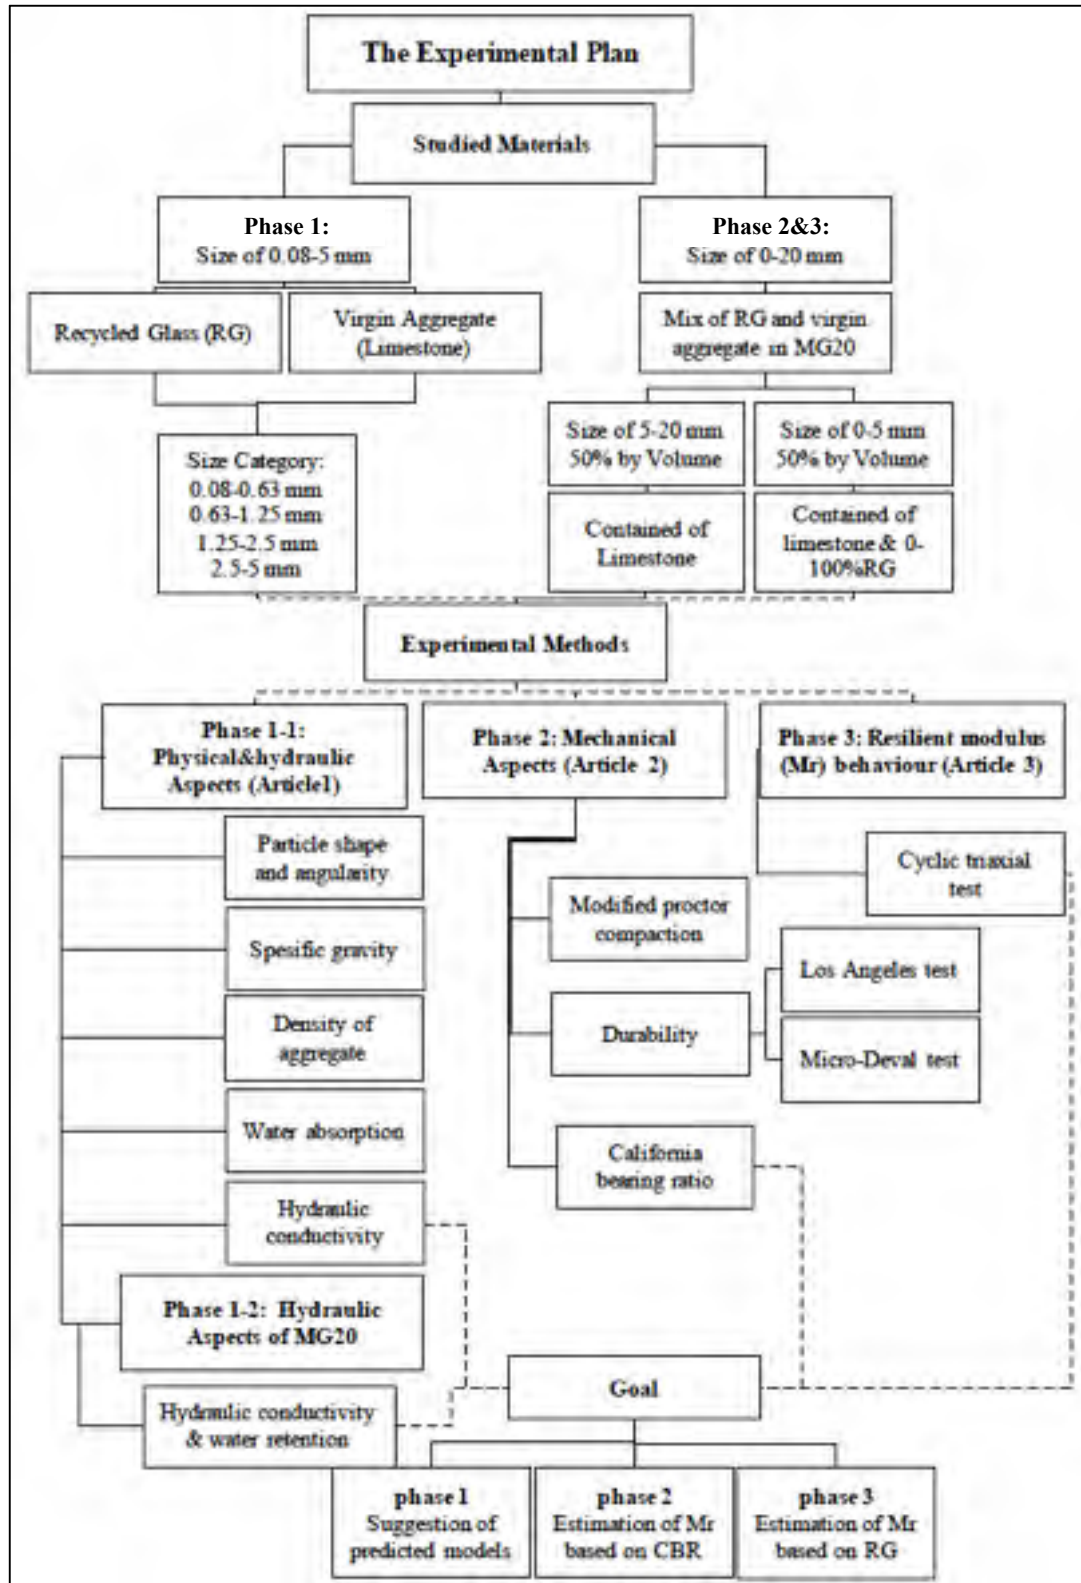 The Experimental Plan
Studied Materials
Phase 1:
Size of 0.08-5 mm
Phase 2&3:
Size of 0-20 mm
Recycled Glass (RG)
Virgin Aggregate
(Limestone)
Mix of RG and virgin
aggregate in MG20
Size Category:
0.08-0.63 mm
0.63-1.25 mm
1.25-2.5 mm
2.5-5 mm
Size of 5-20 mm
50% by Volume
Size of 0-5 mm
50% by Volume
Contained of
Limestone
Contained of
limestone & 0-
100%RG
Experimental Methods
Phase 1-1:
Physical&hydraulic
Aspects (Article1)
Phase 2: Mechanical
Aspects (Article 2)
Phase 3: Resilient modulus
(Mr) behaviour (Article 3)
Particle shape
and angularity
Spesific gravity
Density of
aggregate
Water absorption
Hydraulic
conductivity
Phase 1-2: Hydraulic
Aspects of MG20
Hydraulic conductivity
& water retention
Modified proctor
compaction
Durability
California
bearing ratio
Cyclic triaxial
test
Los Angeles test
Micro-Deval test
Goal
phase 1
Suggestion of
predicted models
phase 2
Estimation of Mr
based on CBR
phase 3
Estimation of Mr
based on RG